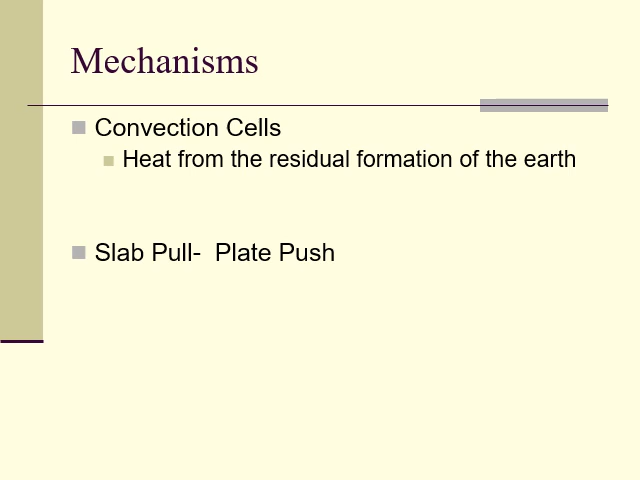 Mechanisms
Convection Cells
Heat from the residual formation of the earth
Slab Pull-  Plate Push